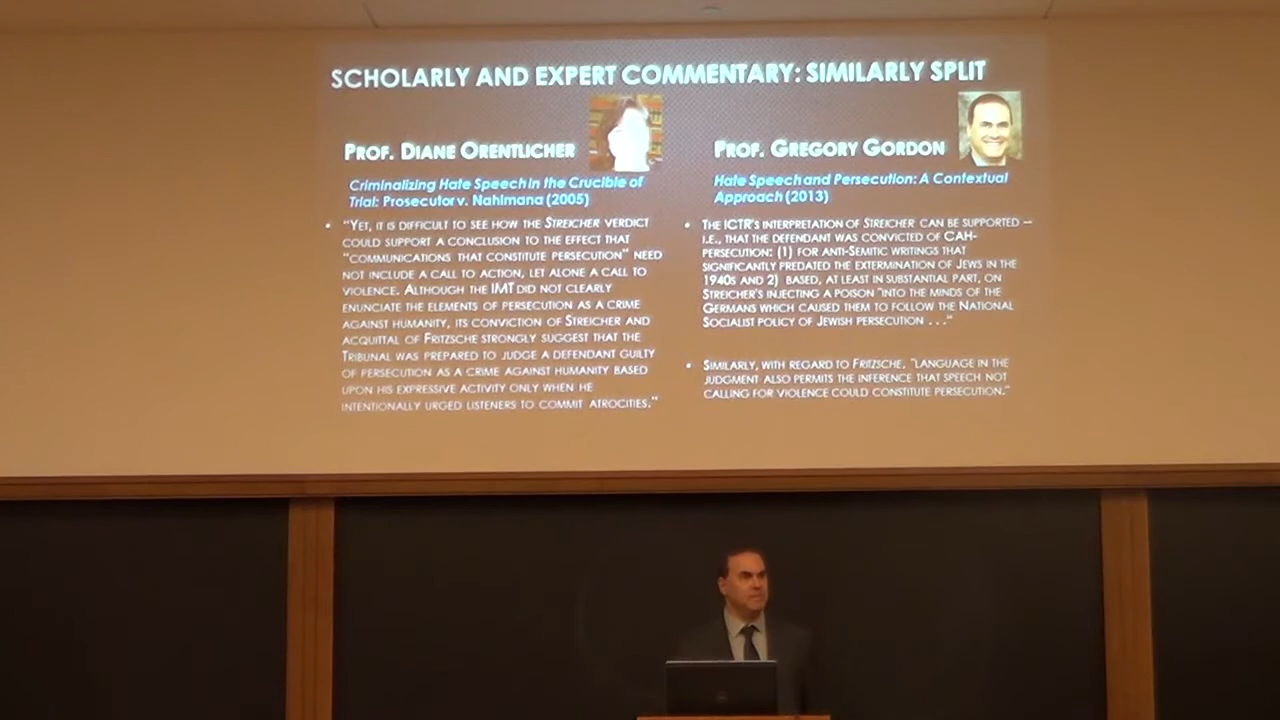 SCHOLARLY AND EXPERT COMMENTARY: SIMILARLY SPLIT
PROF. DIANE ORENTLICHER
Criminalizing Hate Speech in the Crucible of
Trial: Prosecutor v. Nahimana (2005)
• "YET, IT IS DIFFICULT TO SEE HOW THE STREICHER VERDICT
COULD SUPPORT A CONCLUSION TO THE EFFECT THAT
"COMMUNICATIONS THAT CONSTITUTE PERSECUTION" NEED
NOT INCLUDE A CALL TO ACTION, LET ALONE A CALL TO
VIOLENCE. ALTHOUGH THE IMT DID NOT CLEARLY
ENUNCIATE THE ELEMENTS OF PERSECUTION AS A CRIME
AGAINST HUMANITY, ITS CONVICTION OF STREICHER AND
ACQUITTAL OF FRITZSCHE STRONGLY SUGGEST THAT THE
TRIBUNAL WAS PREPARED TO JUDGE A DEFENDANT GUILTY
OF PERSECUTION AS A CRIME AGAINST HUMANITY BASED
UPON HIS EXPRESSIVE ACTIVITY ONLY WHEN HE
INTENTIONALLY URGED LISTENERS TO COMMIT ATROCITIES."
PROF. GREGORY GORDON
Hate Speech and Persecution: A Contextual
Approach (2013)
• THE ICTR'S INTERPRETATION OF STREICHER CAN BE SUPPORTED –
I.E., THAT THE DEFENDANT WAS CONVICTED OF CAH-
PERSECUTION: (1) FOR ANTI-SEMITIC WRITINGS THAT
SIGNIFICANTLY PREDATED THE EXTERMINATION OF JEWS IN THE
1940S AND 2) BASED, AT LEAST IN SUBSTANTIAL PART, ON
STREICHER'S INJECTING A POISON "INTO THE MINDS OF THE
GERMANS WHICH CAUSED THEM TO FOLLOW THE NATIONAL
SOCIALIST POLICY OF JEWISH PERSECUTION . . ."
• SIMILARLY, WITH REGARD TO FRITZSCHE, "LANGUAGE IN THE
JUDGMENT ALSO PERMITS THE INFERENCE THAT SPEECH NOT
CALLING FOR VIOLENCE COULD CONSTITUTE PERSECUTION."